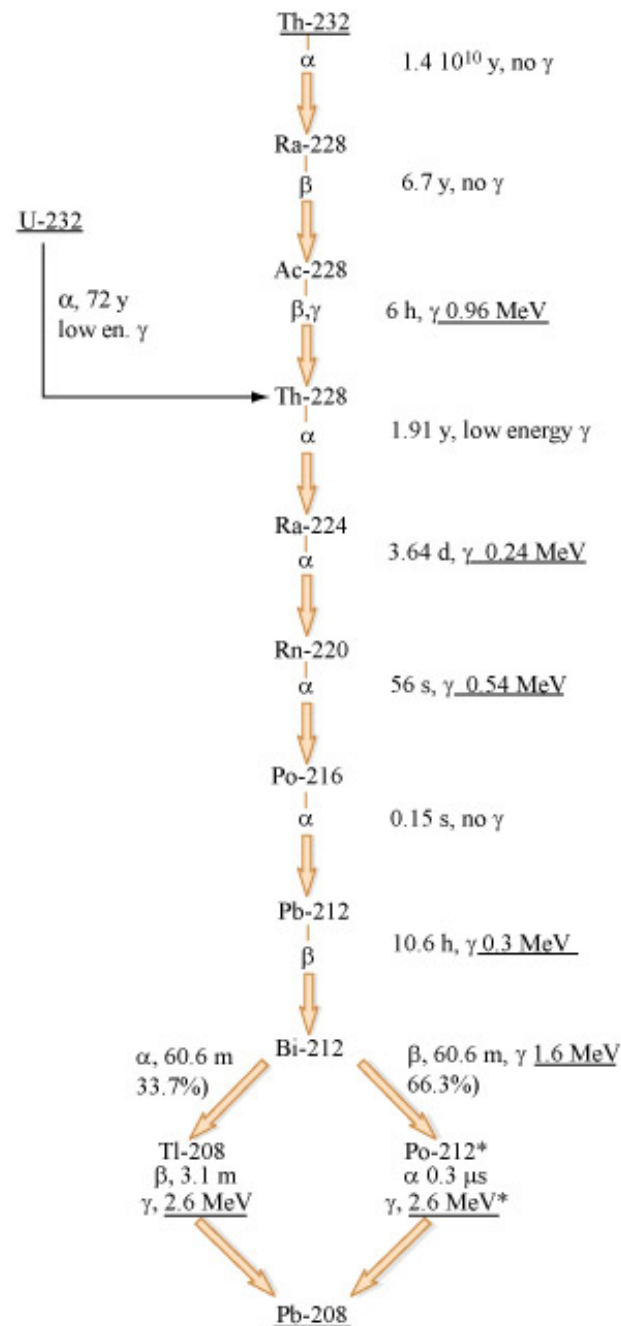 Th-232
α
1.4 10¹⁰ y, no γ
Ra-228
β
6.7 y, no γ
U-232
α, 72 y
low en. γ
Ac-228
β,γ
6 h, γ 0.96 MeV
Th-228
α
1.91 y, low energy γ
Ra-224
α
3.64 d, γ 0.24 MeV
Rn-220
α
56 s, γ 0.54 MeV
Po-216
α
0.15 s, no γ
Pb-212
β
10.6 h, γ 0.3 MeV
Bi-212
α, 60.6 m
33.7%)
β, 60.6 m, γ 1.6 MeV
66.3%)
Tl-208
β, 3.1 m
γ, 2.6 MeV
Po-212*
α 0.3 μs
γ, 2.6 MeV*
Pb-208